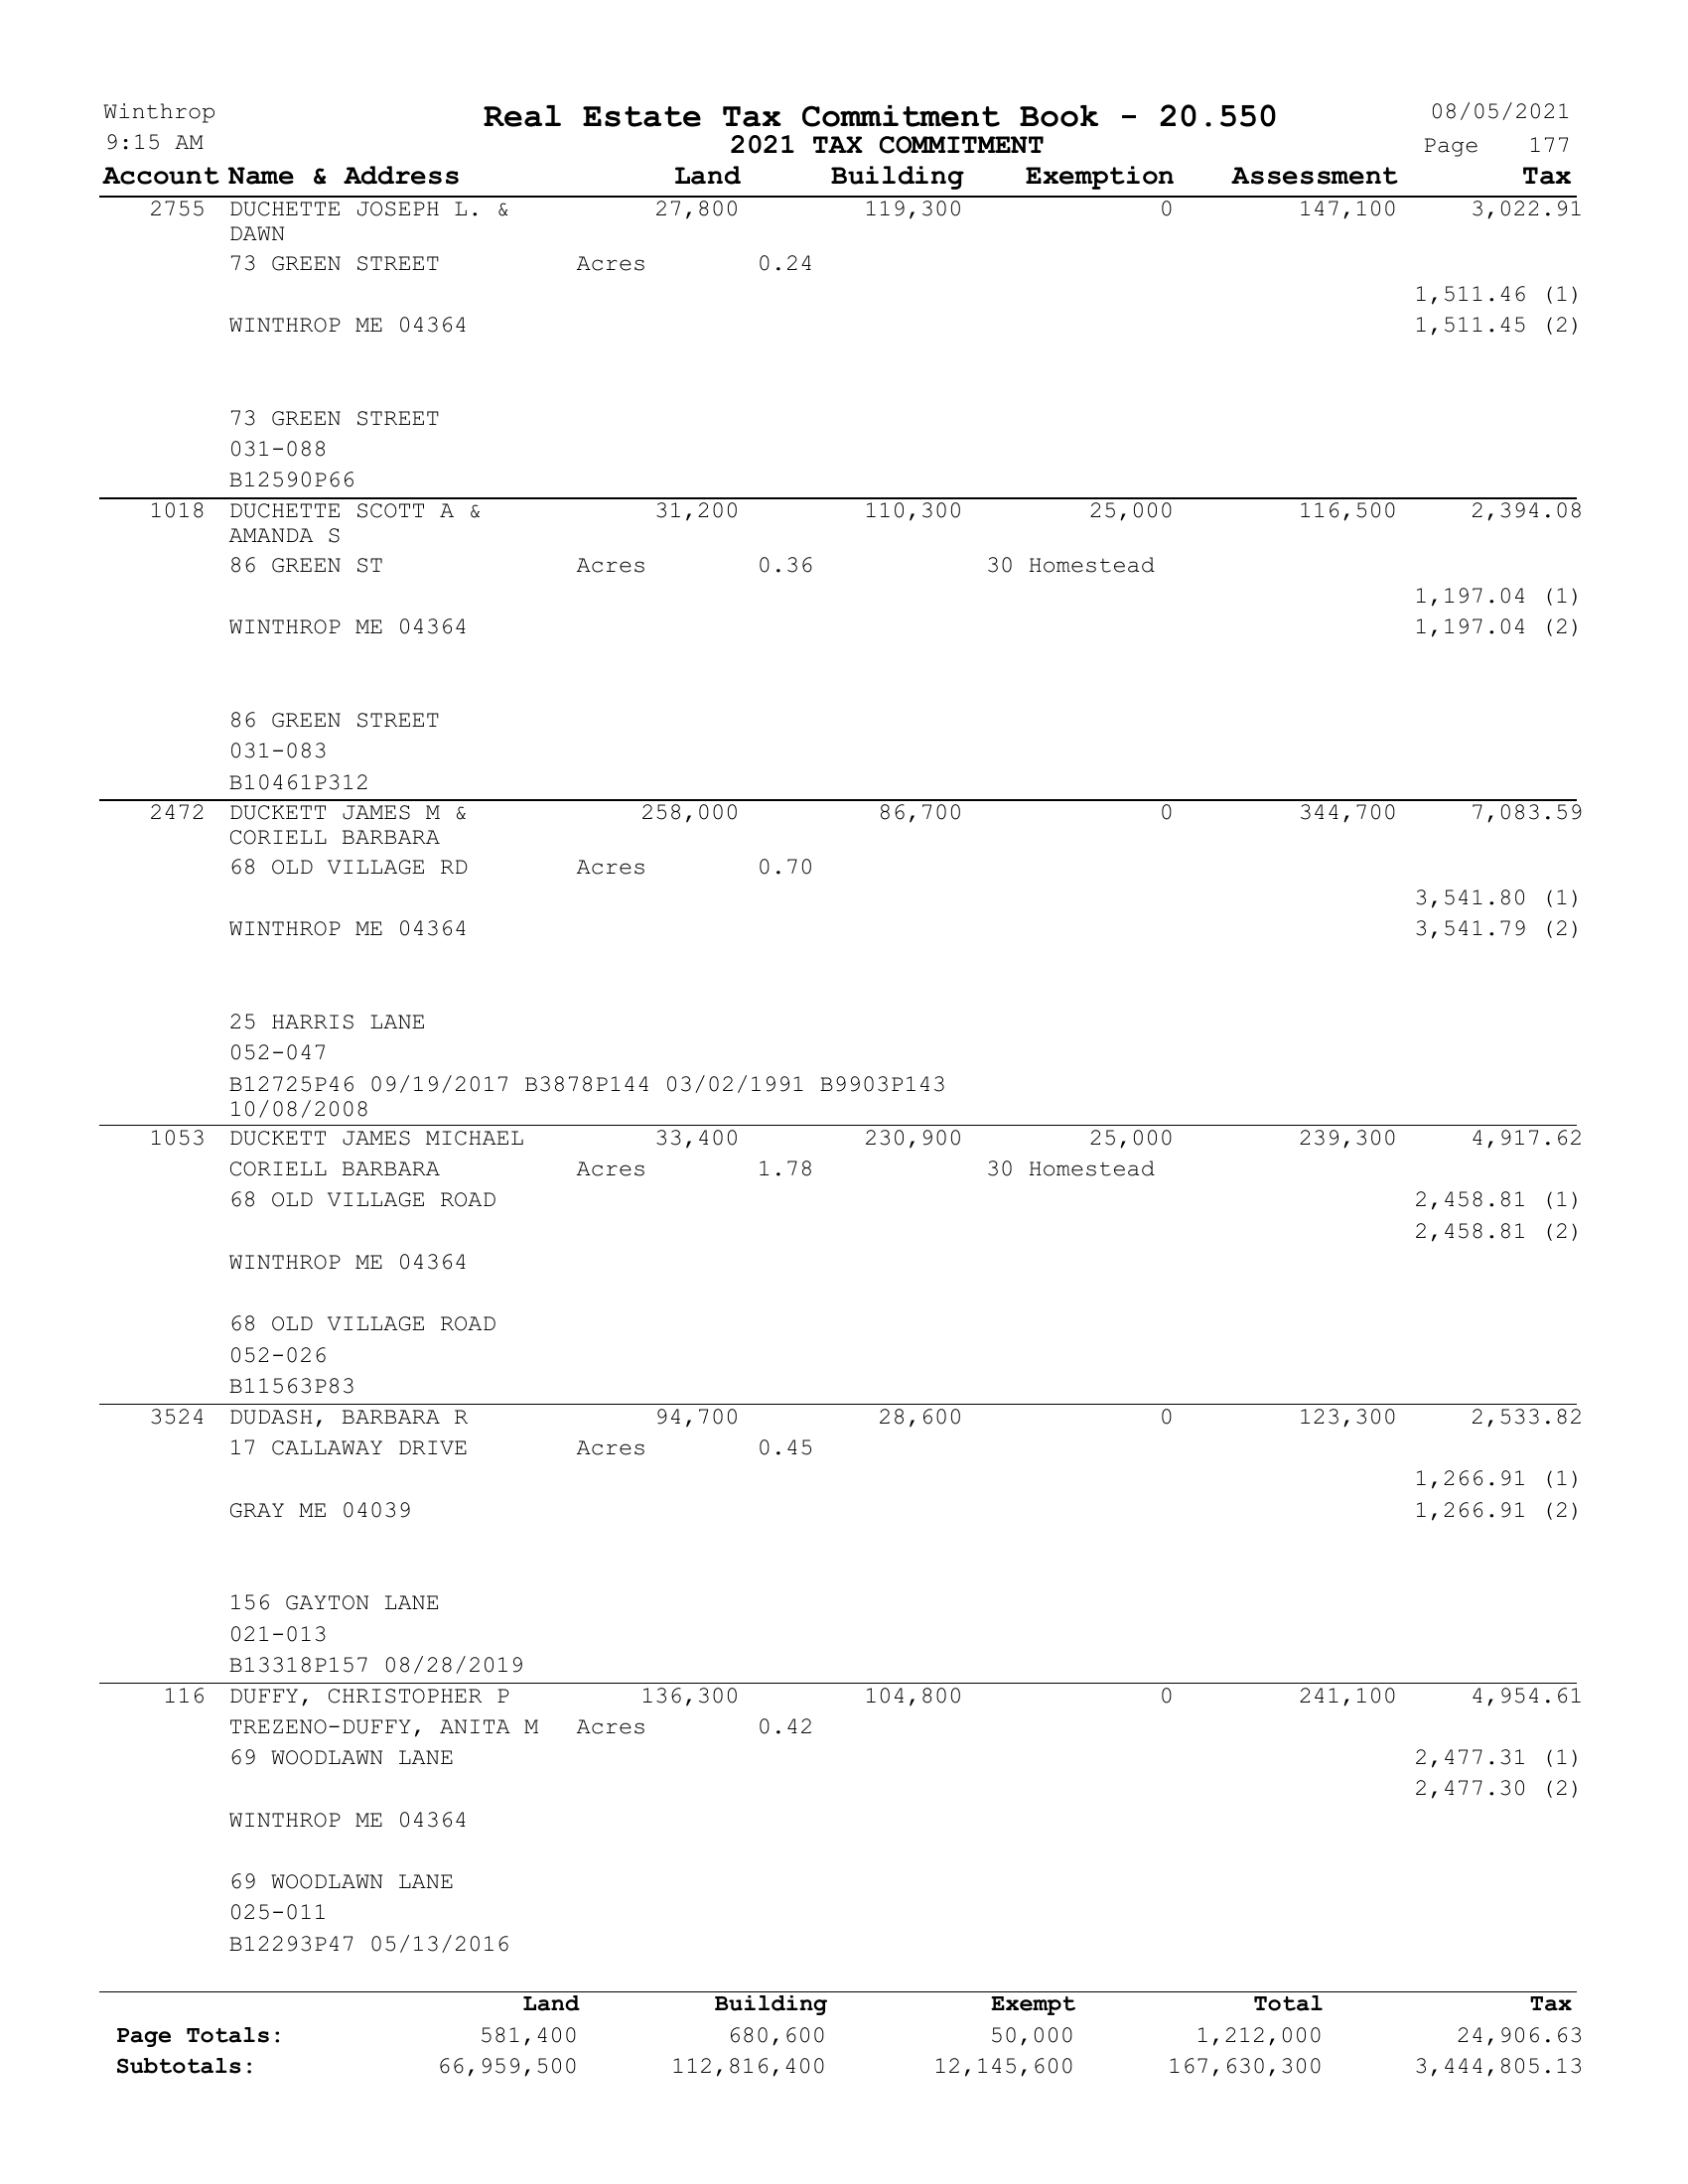 Winthrop Real Estate Tax Commitment Book - 20.550 08/05/2021
9:15 AM 2021 TAX COMMITMENT Page 177
Account Name & Address Land Building Exemption Assessment Tax
2755 DUCHETTE JOSEPH L. & 27,800 119,300 0 147,100 3,022.91
DAWN
73 GREEN STREET Acres 0.24
1,511.46 (1)
WINTHROP ME 04364 1,511.45 (2)
73 GREEN STREET
031-088
B12590P66
1018 DUCHETTE SCOTT A & 31,200 110,300 25,000 116,500 2,394.08
AMANDA S
86 GREEN ST Acres 0.36 30 Homestead
1,197.04 (1)
WINTHROP ME 04364 1,197.04 (2)
86 GREEN STREET
031-083
B10461P312
2472 DUCKETT JAMES M & 258,000 86,700 0 344,700 7,083.59
CORIELL BARBARA
68 OLD VILLAGE RD Acres 0.70
3,541.80 (1)
WINTHROP ME 04364 3,541.79 (2)
25 HARRIS LANE
052-047
B12725P46 09/19/2017 B3878P144 03/02/1991 B9903P143
10/08/2008
1053 DUCKETT JAMES MICHAEL 33,400 230,900 25,000 239,300 4,917.62
CORIELL BARBARA Acres 1.78 30 Homestead
68 OLD VILLAGE ROAD 2,458.81 (1)
2,458.81 (2)
WINTHROP ME 04364
68 OLD VILLAGE ROAD
052-026
B11563P83
3524 DUDASH, BARBARA R 94,700 28,600 0 123,300 2,533.82
17 CALLAWAY DRIVE Acres 0.45
1,266.91 (1)
GRAY ME 04039 1,266.91 (2)
156 GAYTON LANE
021-013
B13318P157 08/28/2019
116 DUFFY, CHRISTOPHER P 136,300 104,800 0 241,100 4,954.61
TREZENO-DUFFY, ANITA M Acres 0.42
69 WOODLAWN LANE 2,477.31 (1)
2,477.30 (2)
WINTHROP ME 04364
69 WOODLAWN LANE
025-011
B12293P47 05/13/2016
Land Building Exempt Total Tax
Page Totals: 581,400 680,600 50,000 1,212,000 24,906.63
Subtotals: 66,959,500 112,816,400 12,145,600 167,630,300 3,444,805.13